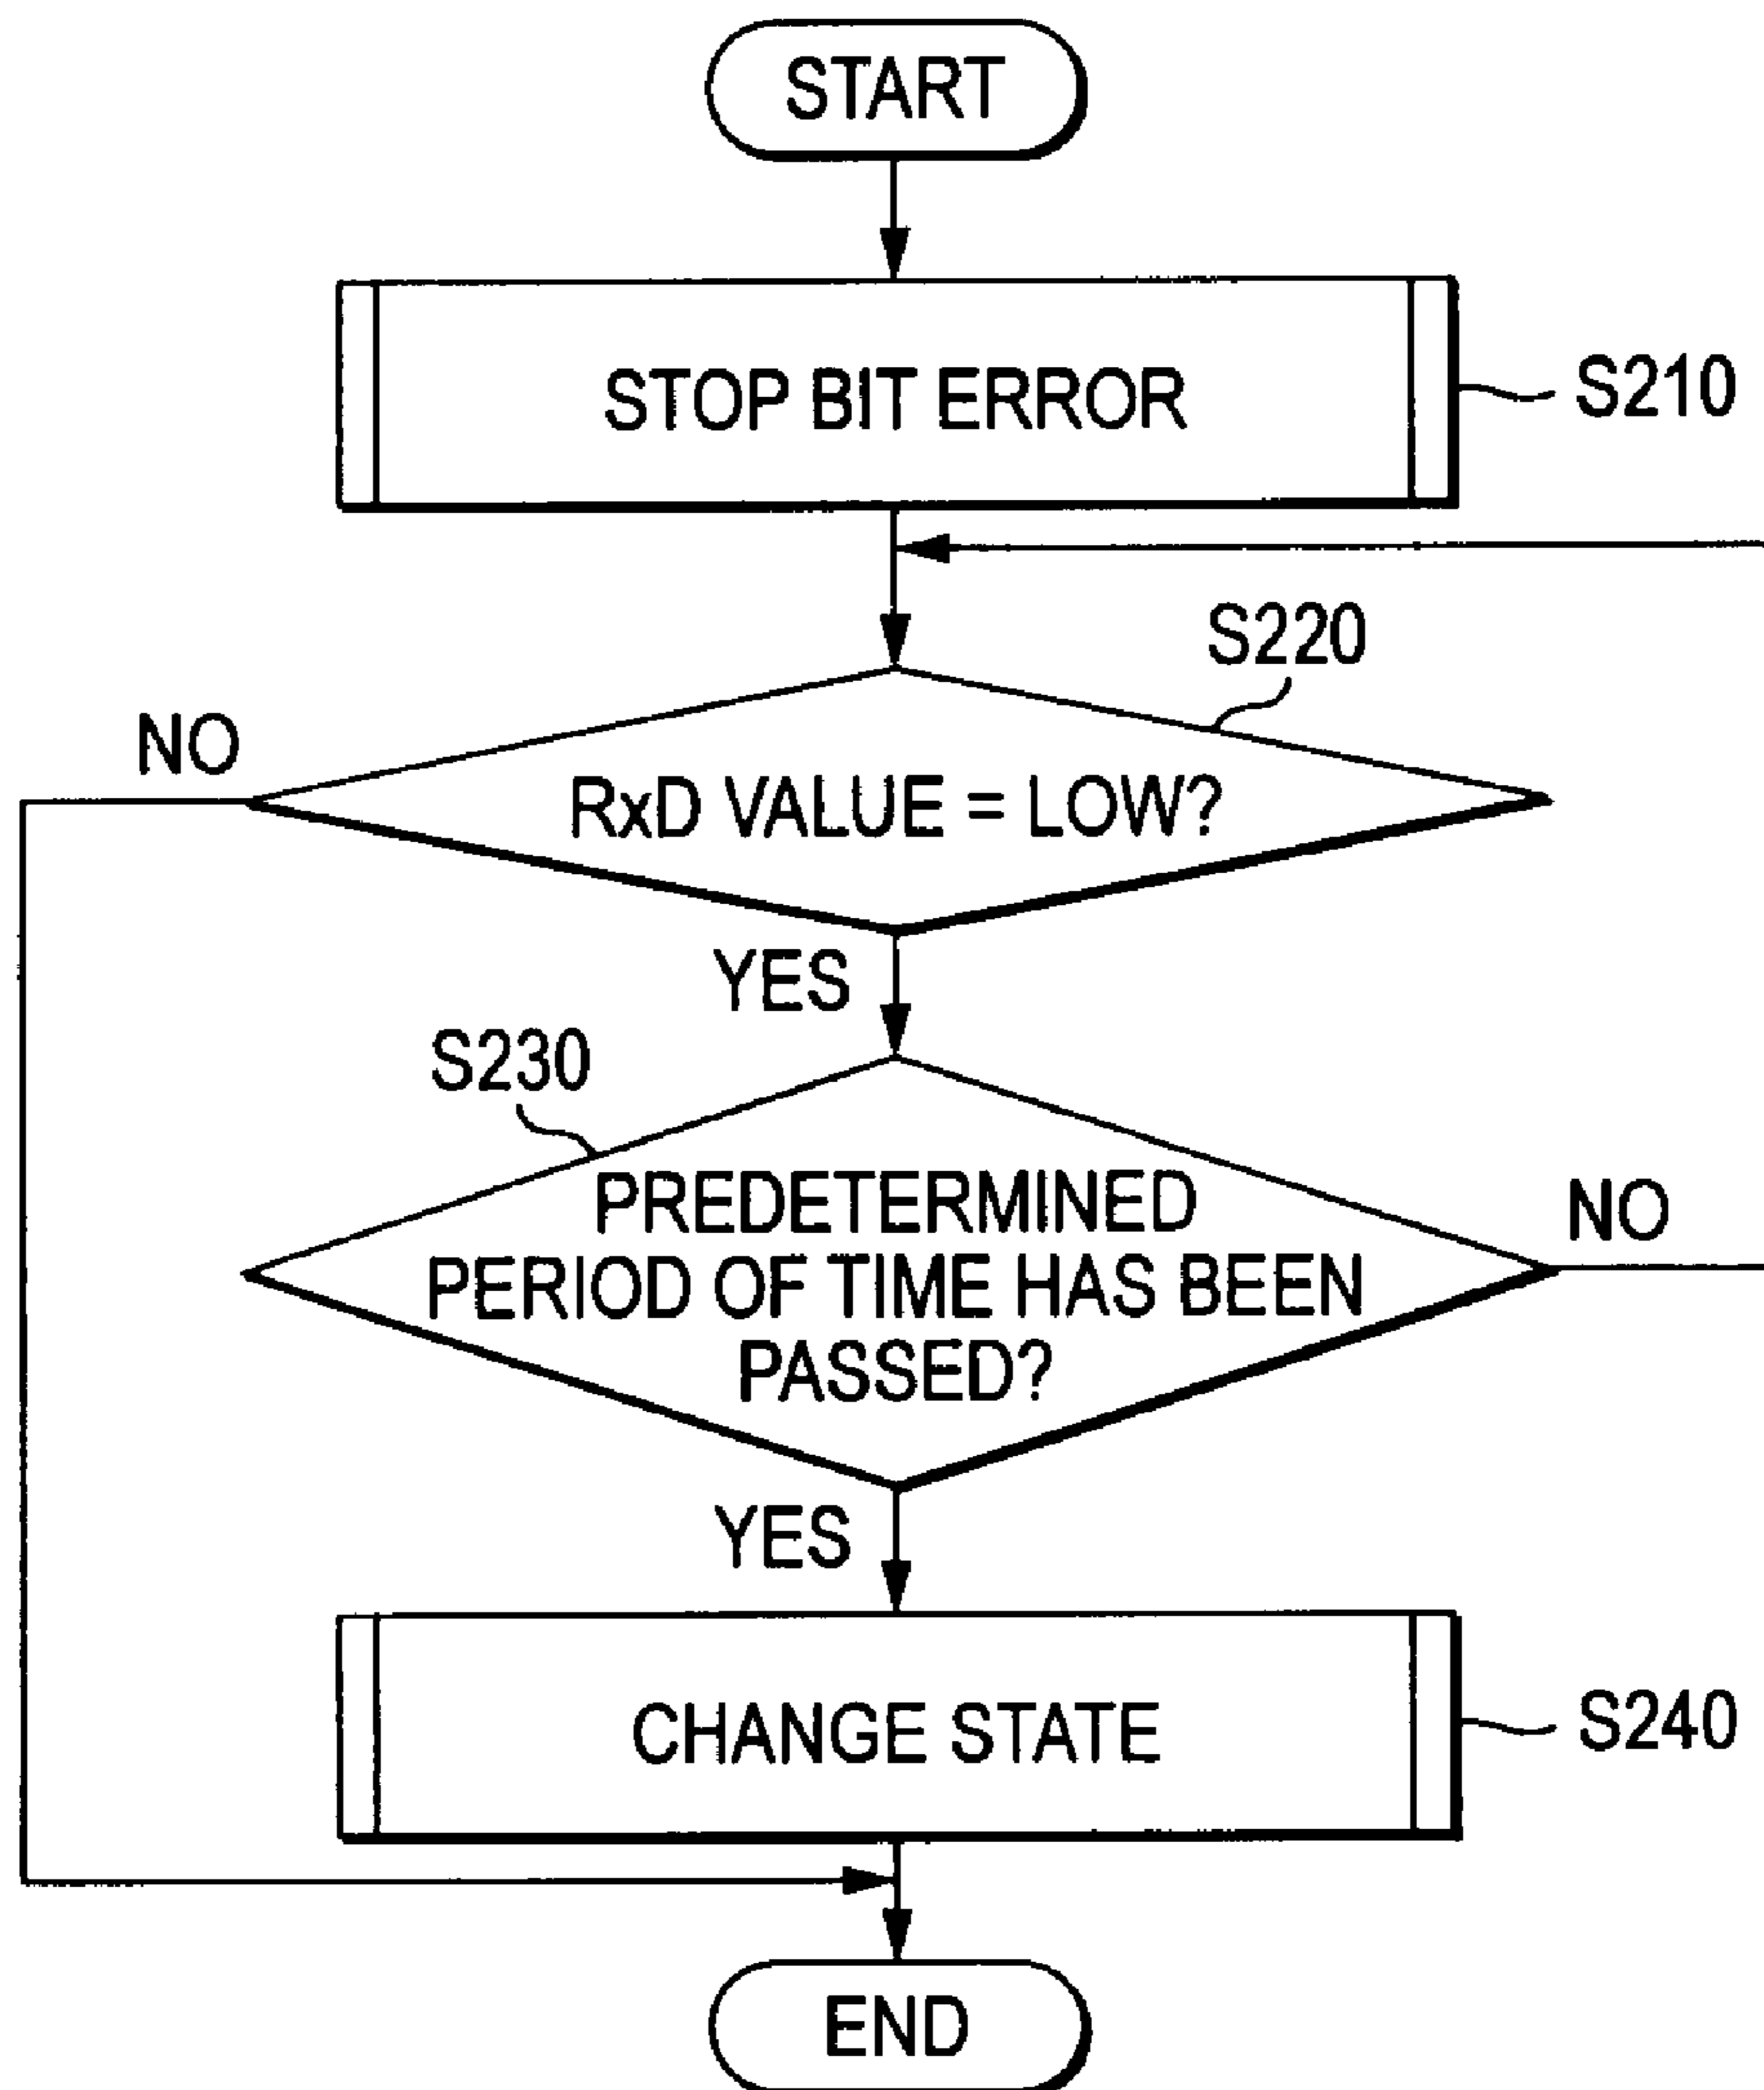 START
STOP BIT ERROR
S210
S220
NO
RxD VALUE = LOW?
YES
S230
PREDETERMINED
PERIOD OF TIME HAS BEEN
PASSED?
NO
YES
CHANGE STATE
S240
END